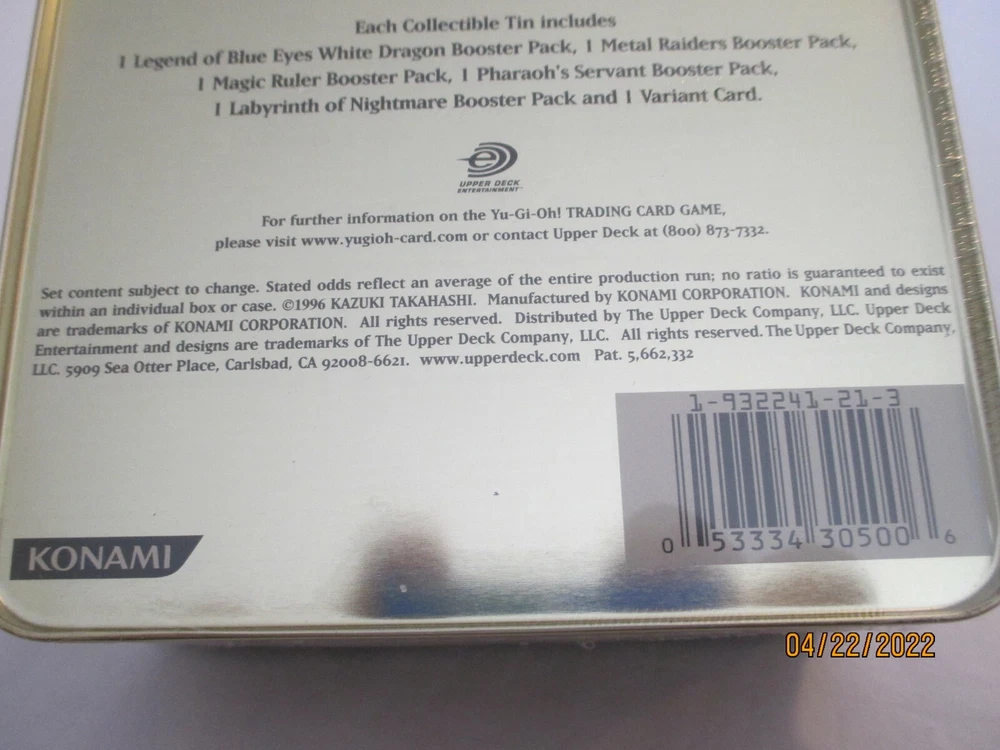 Each Collectible Tin includes
1 Legend of Blue Eyes White Dragon Booster Pack, 1 Metal Raiders Booster Pack,
1 Magic Ruler Booster Pack, 1 Pharaoh's Servant Booster Pack,
1 Labyrinth of Nightmare Booster Pack and 1 Variant Card.
e
UPPER DECK
ENTERTAINMENT
For further information on the Yu-Gi-Oh! TRADING CARD GAME,
please visit www.yugioh-card.com or contact Upper Deck at (800) 873-7332.
Set content subject to change. Stated odds reflect an average of the entire production run; no ratio is guaranteed to exist
within an individual box or case. ©1996 KAZUKI TAKAHASHI. Manufactured by KONAMI CORPORATION. KONAMI and designs
are trademarks of KONAMI CORPORATION. All rights reserved. Distributed by The Upper Deck Company, LLC. Upper Deck
Entertainment and designs are trademarks of The Upper Deck Company, LLC. All rights reserved. The Upper Deck Company,
LLC. 5909 Sea Otter Place, Carlsbad, CA 92008-6621. www.upperdeck.com Pat. 5,662,332
1-932241-21-3
0 53334 30500 6
KONAMI
04/22/2022